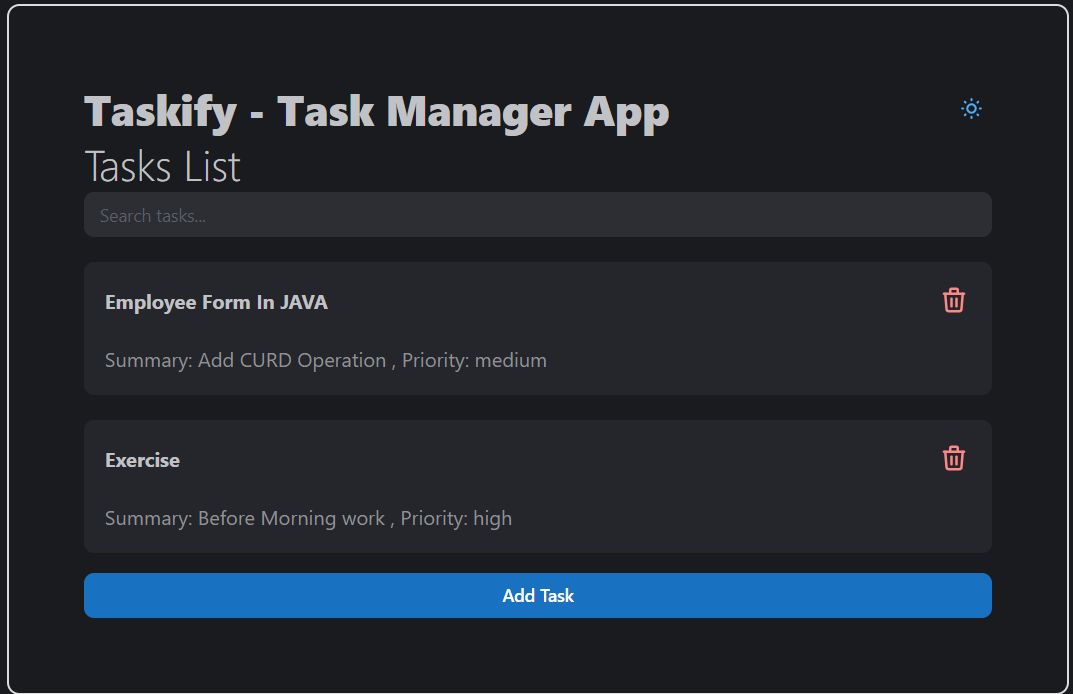 Taskify - Task Manager App
Tasks List
Search tasks...
Employee Form In JAVA
Summary: Add CURD Operation , Priority: medium
Exercise
Summary: Before Morning work , Priority: high
Add Task